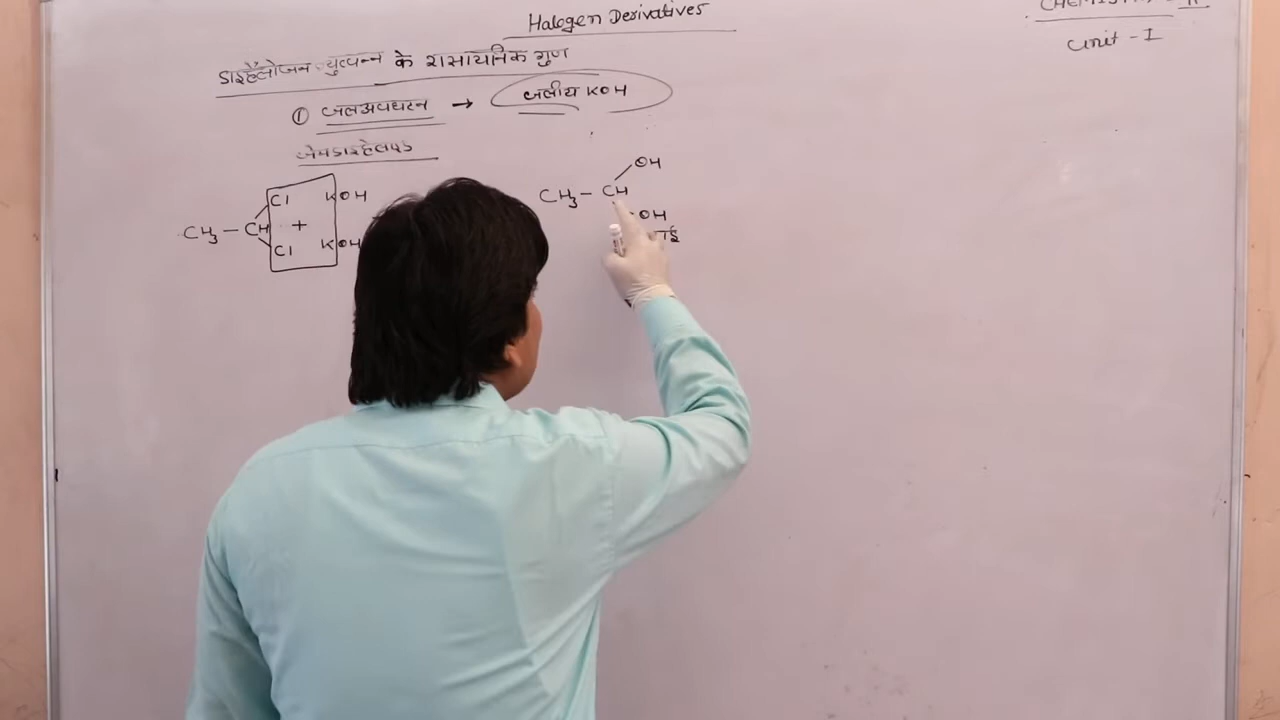 Halogen Derivatives
Unit - I
डाइहैलोजन व्युत्पन्न के रासायनिक गुण
① जलअपघटन → जलीय KOH
जेमडाइहेलाइड
CH₃ - CH Cl Cl + KOH KOH
CH₃ - CH OH OH